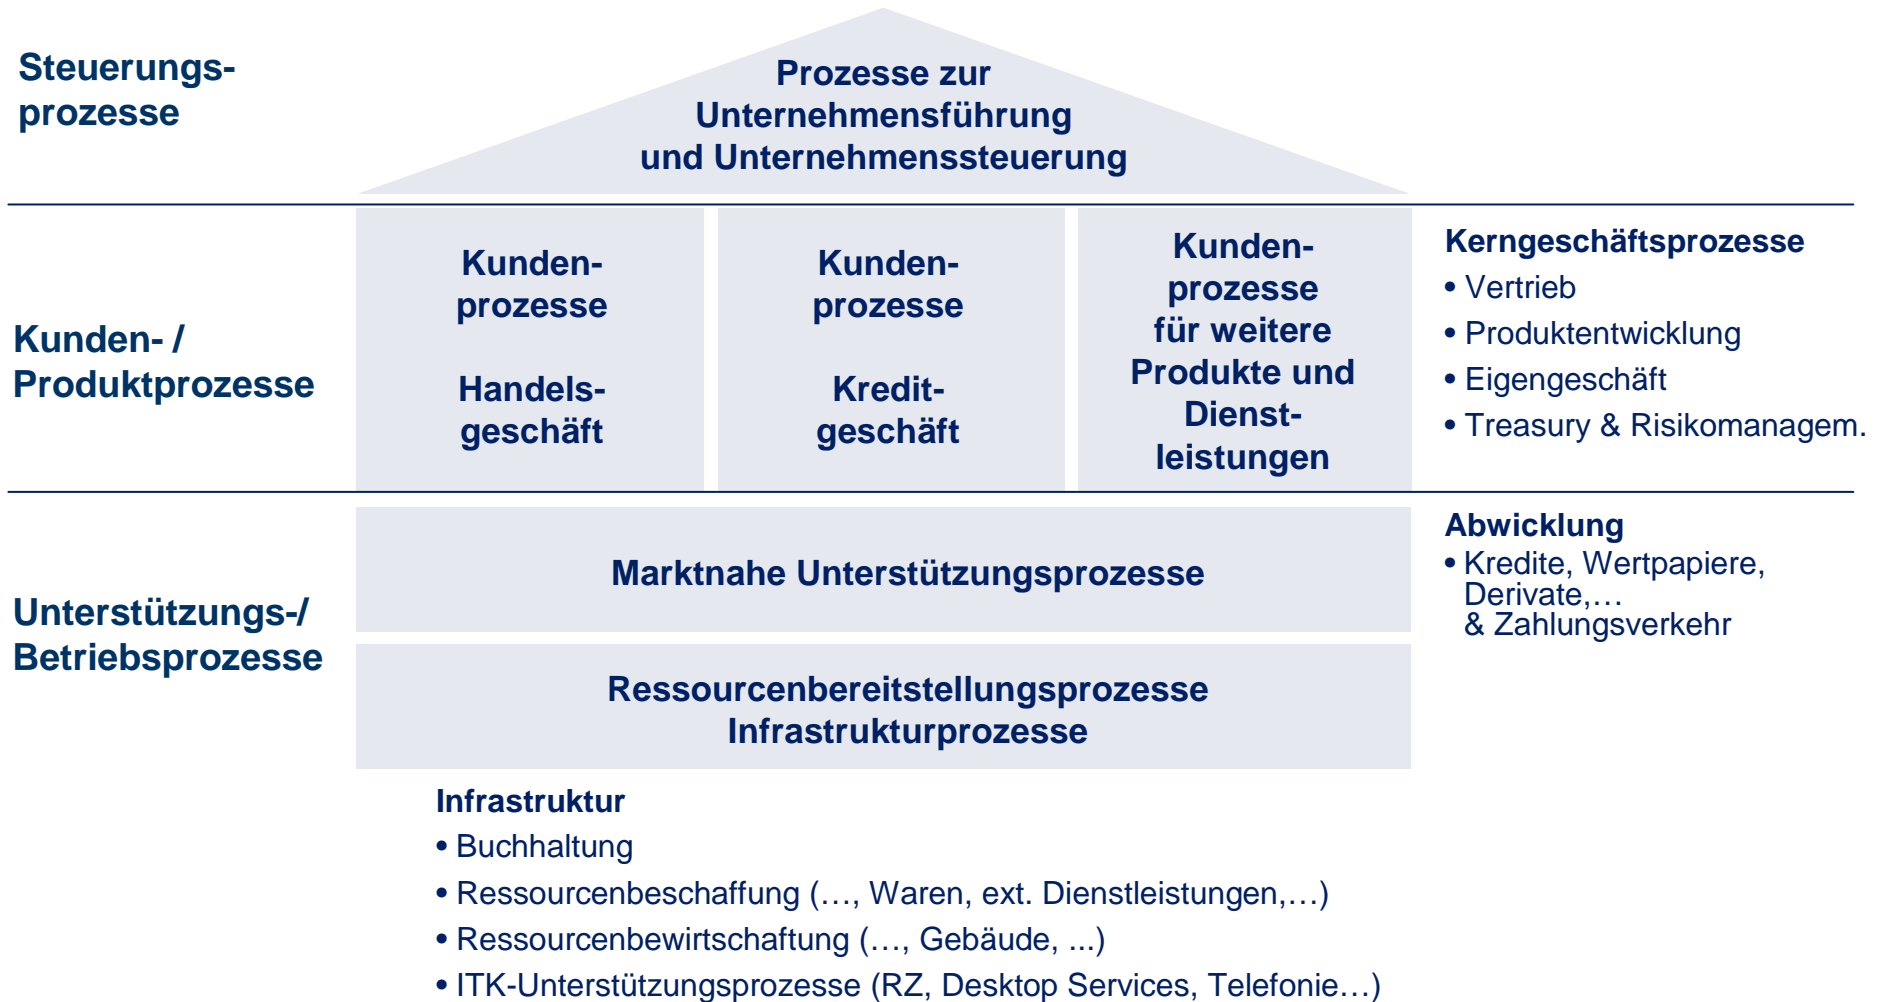 Steuerungs-
prozesse
Prozesse zur
Unternehmensführung
und Unternehmenssteuerung
Kunden- /
Produktprozesse
Kunden-
prozesse
Handels-
geschäft
Kunden-
prozesse
Kredit-
geschäft
Kunden-
prozesse
für weitere
Produkte und
Dienst-
leistungen
Kerngeschäftsprozesse
• Vertrieb
• Produktentwicklung
• Eigengeschäft
• Treasury & Risikomanagem.
Unterstützungs-/
Betriebsprozesse
Marktnahe Unterstützungsprozesse
Abwicklung
• Kredite, Wertpapiere,
Derivate,…
& Zahlungsverkehr
Ressourcenbereitstellungsprozesse
Infrastrukturprozesse
Infrastruktur
• Buchhaltung
• Ressourcenbeschaffung (…, Waren, ext. Dienstleistungen,…)
• Ressourcenbewirtschaftung (…, Gebäude, ...)
• ITK-Unterstützungsprozesse (RZ, Desktop Services, Telefonie…)